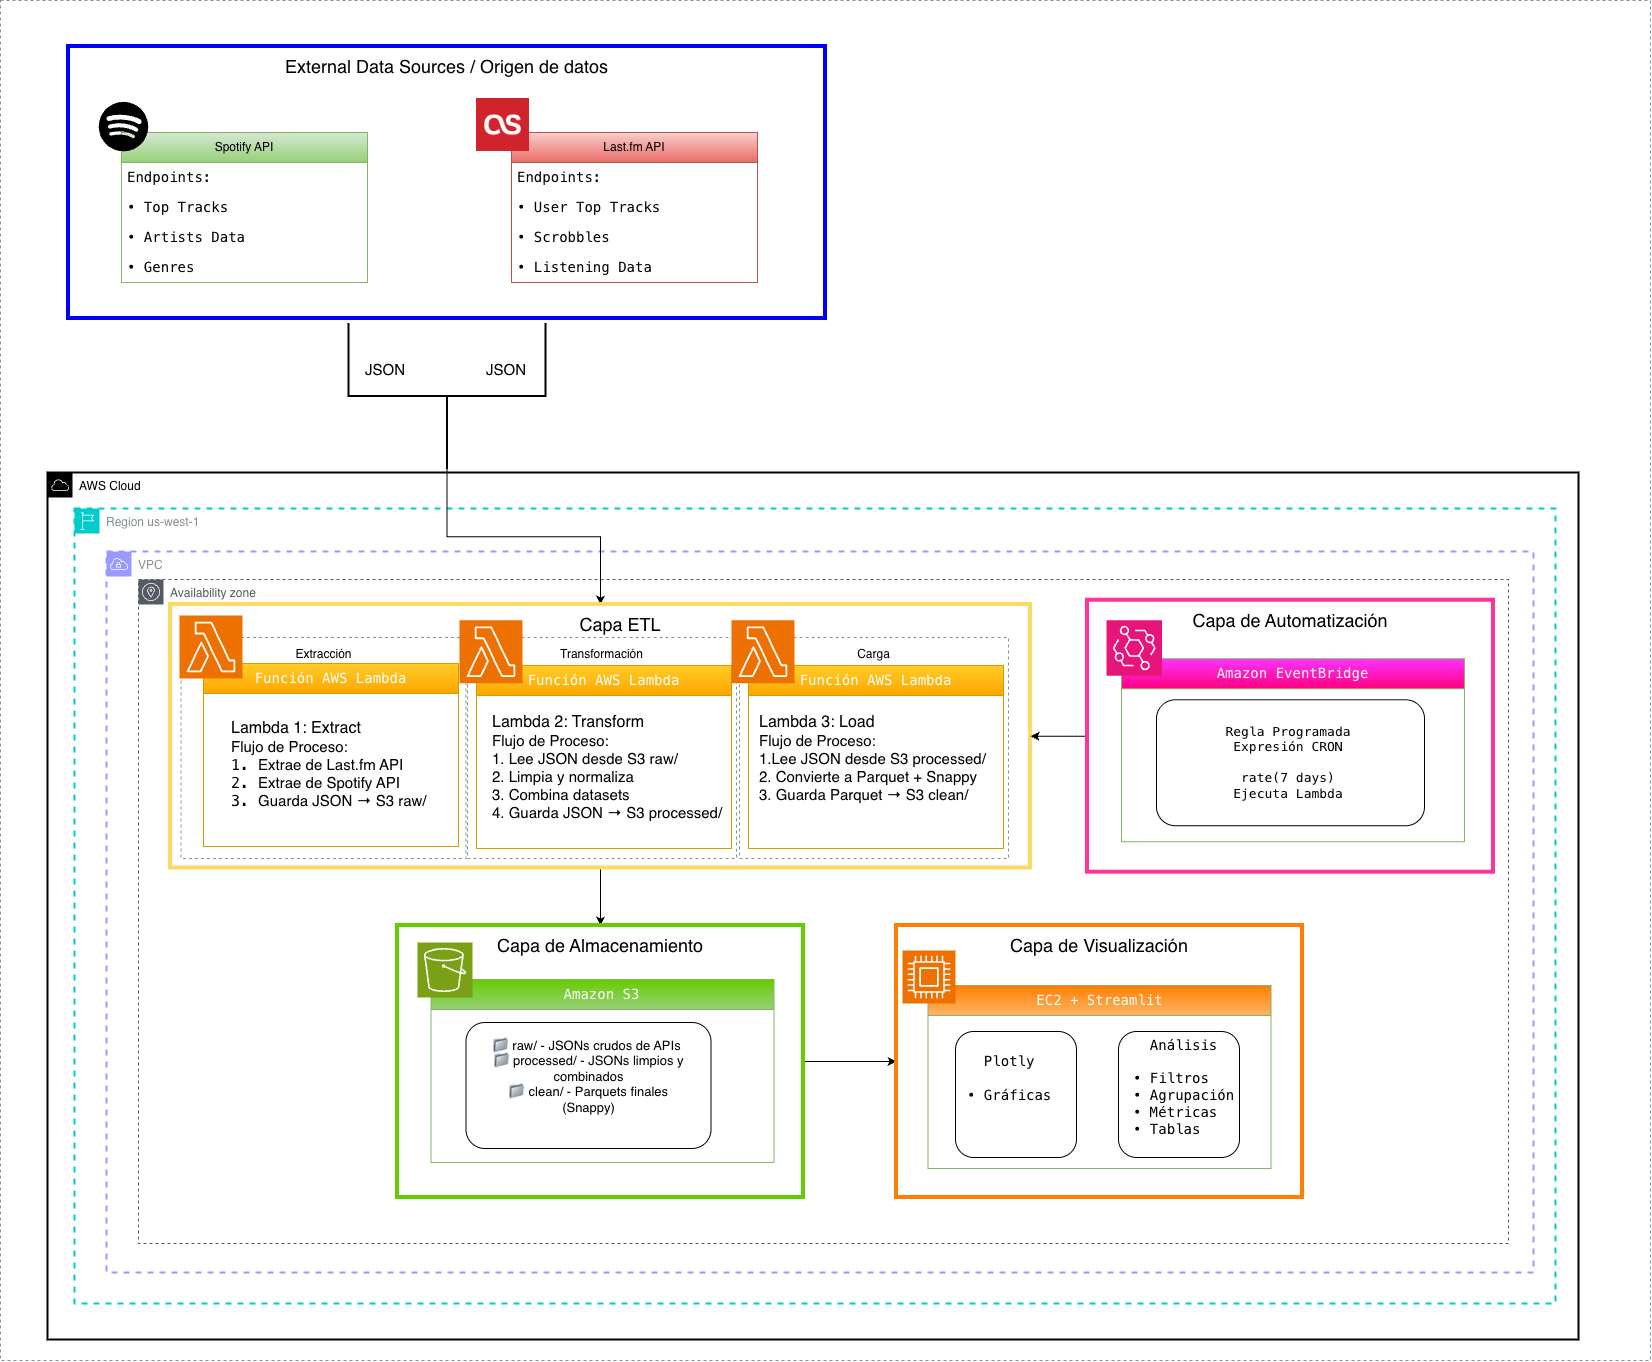 External Data Sources / Origen de datos
Spotify API
Endpoints:
• Top Tracks
• Artists Data
• Genres
Last.fm API
Endpoints:
• User Top Tracks
• Scrobbles
• Listening Data
JSON
JSON
AWS Cloud
Region us-west-1
VPC
Availability zone
Capa ETL
Extracción
Función AWS Lambda
Lambda 1: Extract
Flujo de Proceso:
1. Extrae de Last.fm API
2. Extrae de Spotify API
3. Guarda JSON → S3 raw/
Transformación
Función AWS Lambda
Lambda 2: Transform
Flujo de Proceso:
1. Lee JSON desde S3 raw/
2. Limpia y normaliza
3. Combina datasets
4. Guarda JSON → S3 processed/
Carga
Función AWS Lambda
Lambda 3: Load
Flujo de Proceso:
1.Lee JSON desde S3 processed/
2. Convierte a Parquet + Snappy
3. Guarda Parquet → S3 clean/
Capa de Automatización
Amazon EventBridge
Regla Programada
Expresión CRON
rate(7 days)
Ejecuta Lambda
Capa de Almacenamiento
Amazon S3
📁 raw/ - JSONs crudos de APIs
📁 processed/ - JSONs limpios y
combinados
📁 clean/ - Parquets finales
(Snappy)
Capa de Visualización
EC2 + Streamlit
Plotly
• Gráficas
Análisis
• Filtros
• Agrupación
• Métricas
• Tablas